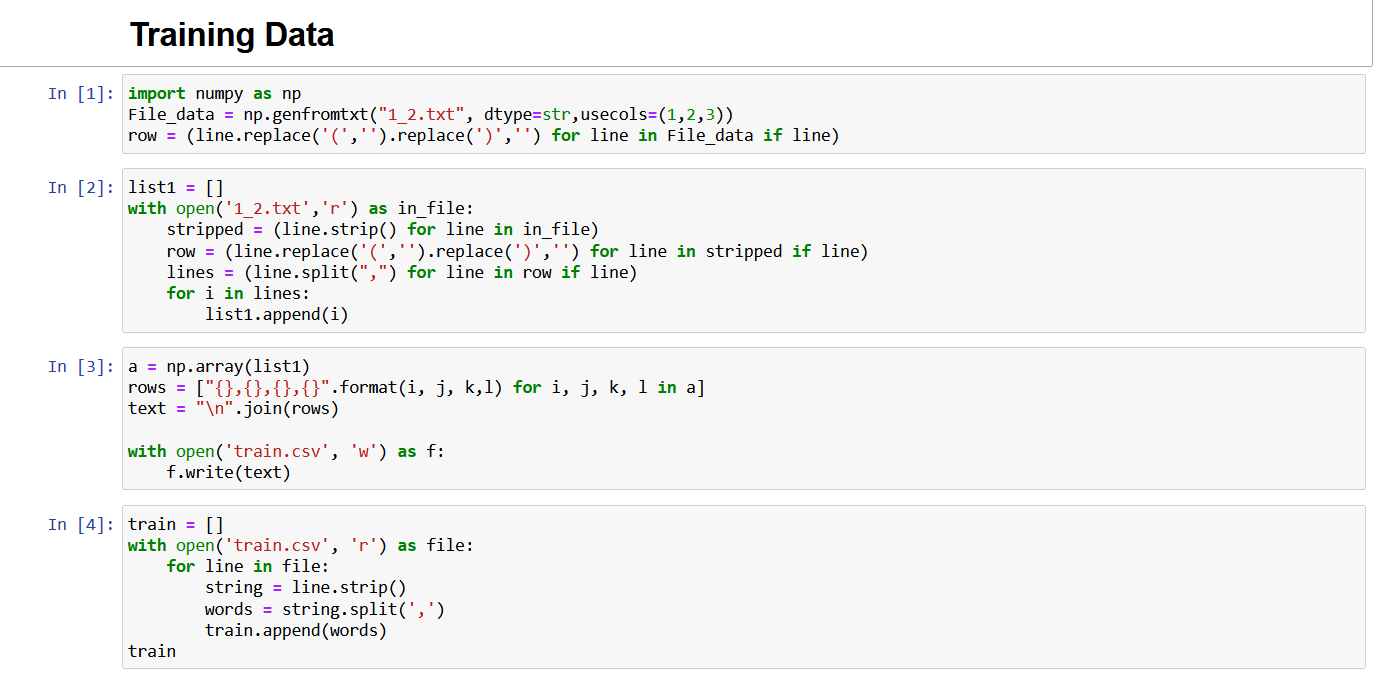 Training Data
In [1]: import numpy as np
File_data = np.genfromtxt("1_2.txt", dtype=str,usecols=(1,2,3))
row = (line.replace('(','').replace(')','') for line in File_data if line)
In [2]: list1 = []
with open('1_2.txt','r') as in_file:
    stripped = (line.strip() for line in in_file)
    row = (line.replace('(','').replace(')','') for line in stripped if line)
    lines = (line.split(",") for line in row if line)
    for i in lines:
        list1.append(i)
In [3]: a = np.array(list1)
rows = ["{},{},{},{}".format(i, j, k,l) for i, j, k, l in a]
text = "\n".join(rows)
with open('train.csv', 'w') as f:
    f.write(text)
In [4]: train = []
with open('train.csv', 'r') as file:
    for line in file:
        string = line.strip()
        words = string.split(',')
        train.append(words)
train